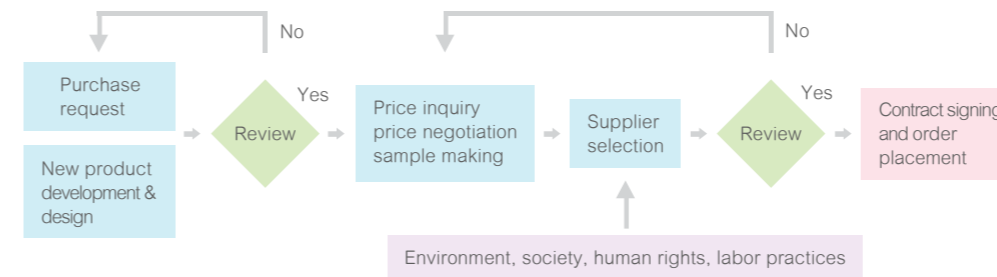 No
No
Purchase
request
Yes
Yes
Review
Price inquiry
price negotiation
sample making
Supplier
selection
Review
Contract signing
and order
placement
New product
development &
design
Environment, society, human rights, labor practices